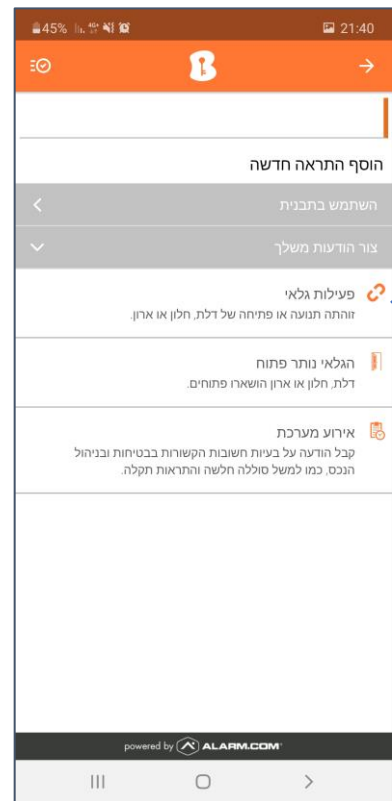 45% 4G+ 21:40
הוסף התראה חדשה
השתמש בתבנית
צור הודעות משלך
פעילות גלאי
זוהתה תנועה או פתיחה של דלת, חלון או ארון.
הגלאי נותר פתוח
דלת, חלון או ארון הושארו פתוחים.
אירוע מערכת
קבל הודעה על בעיות חשובות הקשורות בבטיחות ובניהול
הנכס, כמו למשל סוללה חלשה והתראות תקלה.
powered by ALARM.COM